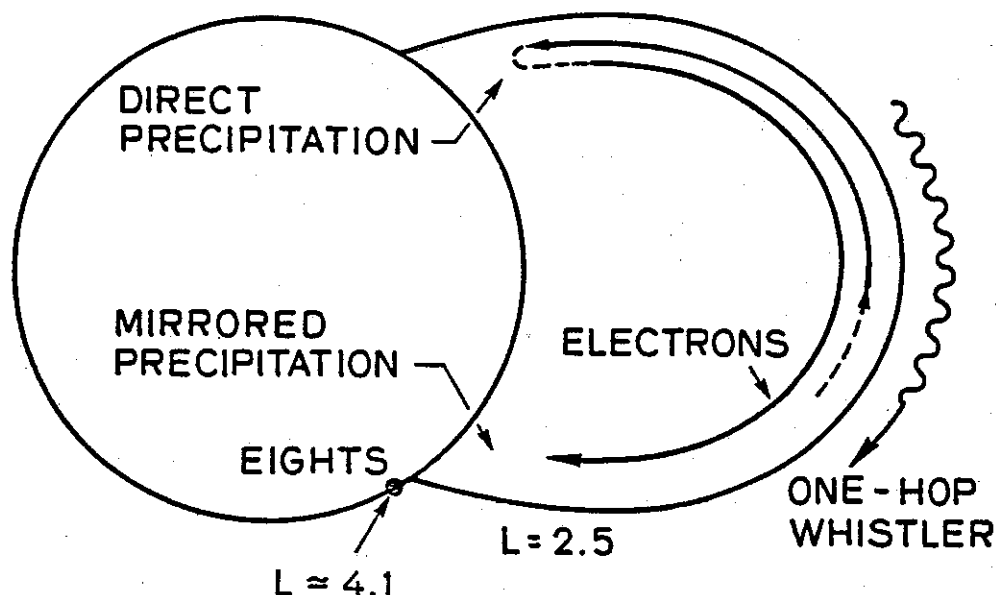 DIRECT
PRECIPITATION
MIRRORED
PRECIPITATION
ELECTRONS
EIGHTS
ONE-HOP
WHISTLER
L=2.5
L≃4.1